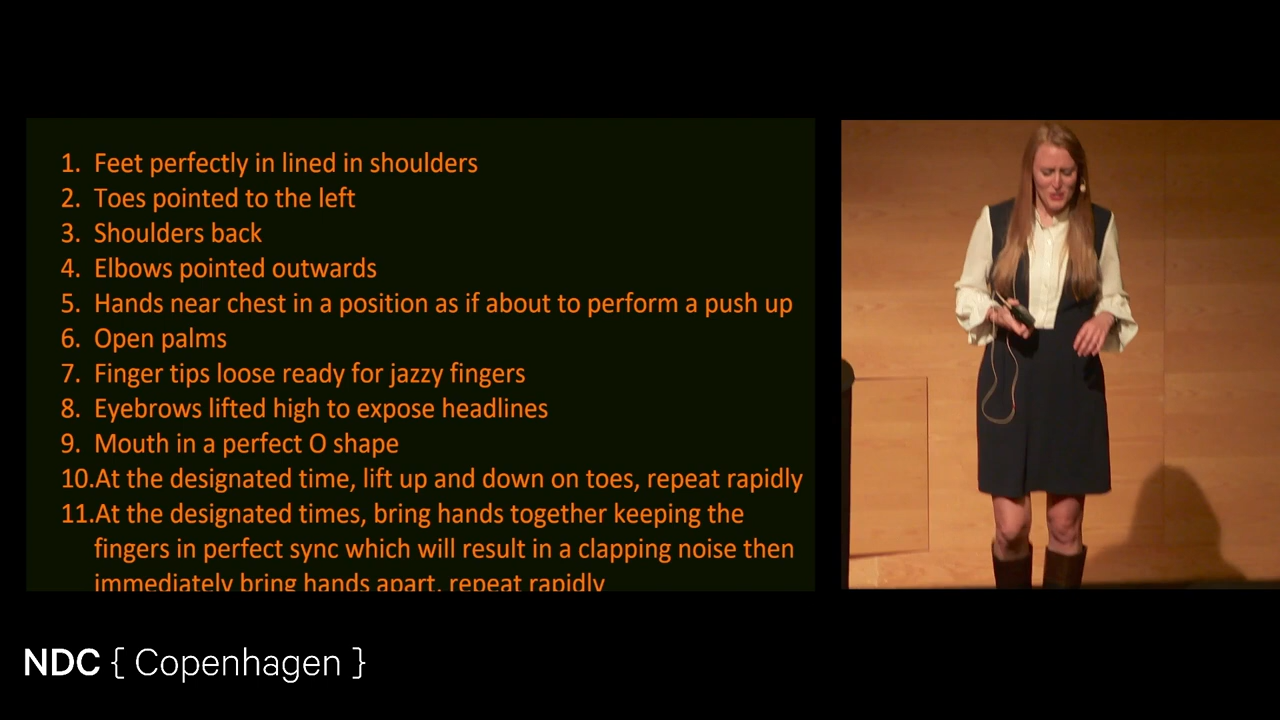 1. Feet perfectly in lined in shoulders
2. Toes pointed to the left
3. Shoulders back
4. Elbows pointed outwards
5. Hands near chest in a position as if about to perform a push up
6. Open palms
7. Finger tips loose ready for jazzy fingers
8. Eyebrows lifted high to expose headlines
9. Mouth in a perfect O shape
10.At the designated time, lift up and down on toes, repeat rapidly
11.At the designated times, bring hands together keeping the
fingers in perfect sync which will result in a clapping noise then
immediately bring hands apart, repeat rapidly
NDC { Copenhagen }